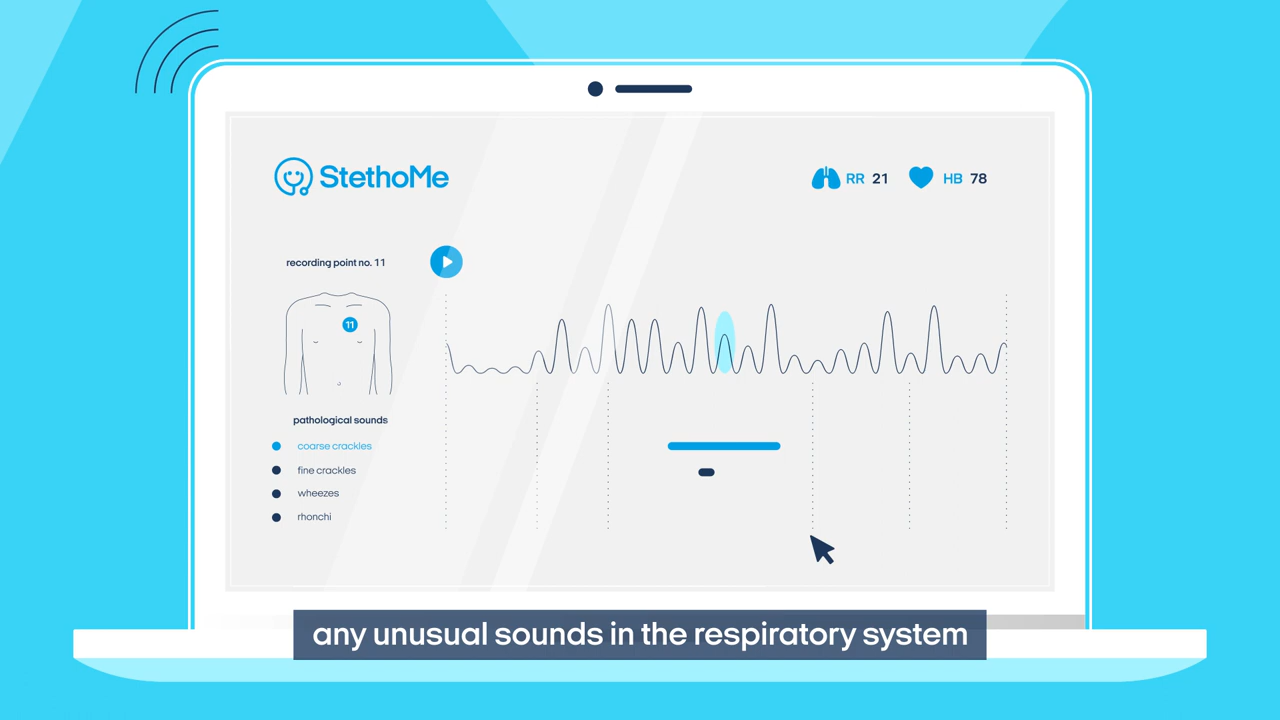 StethoMe
RR 21 HB 78
recording point no. 11
11
pathological sounds
coarse crackles
fine crackles
wheezes
rhonchi
any unusual sounds in the respiratory system